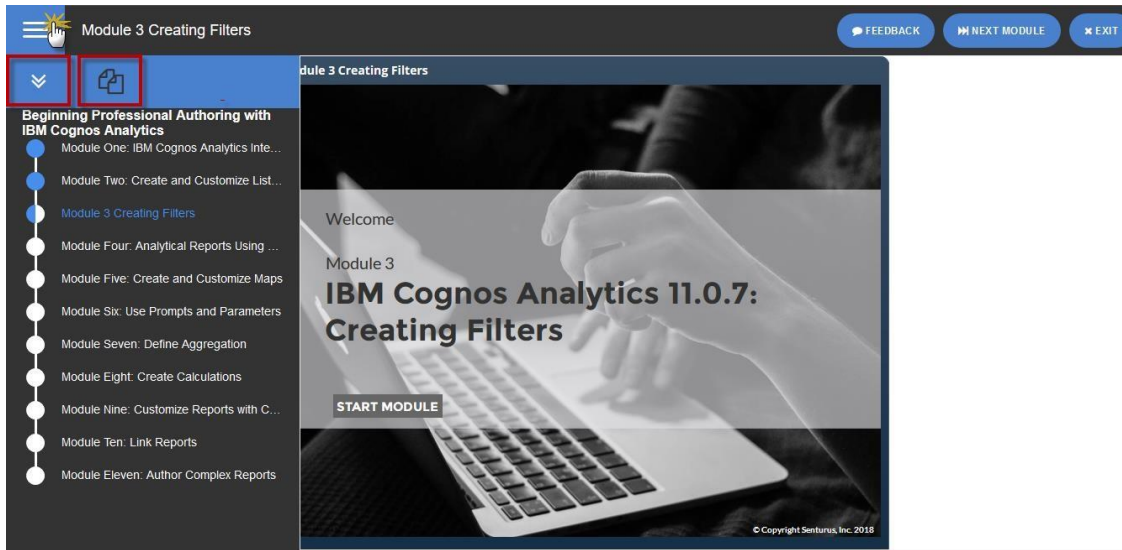 Module 3 Creating Filters
FEEDBACK
NEXT MODULE
EXIT
Beginning Professional Authoring with
IBM Cognos Analytics
Module One: IBM Cognos Analytics Inte...
Module Two: Create and Customize List...
Module 3 Creating Filters
Module Four: Analytical Reports Using ...
Module Five: Create and Customize Maps
Module Six: Use Prompts and Parameters
Module Seven: Define Aggregation
Module Eight: Create Calculations
Module Nine: Customize Reports with C...
Module Ten: Link Reports
Module Eleven: Author Complex Reports
dule 3 Creating Filters
Welcome
Module 3
IBM Cognos Analytics 11.0.7:
Creating Filters
START MODULE
© Copyright Senturus, Inc. 2018